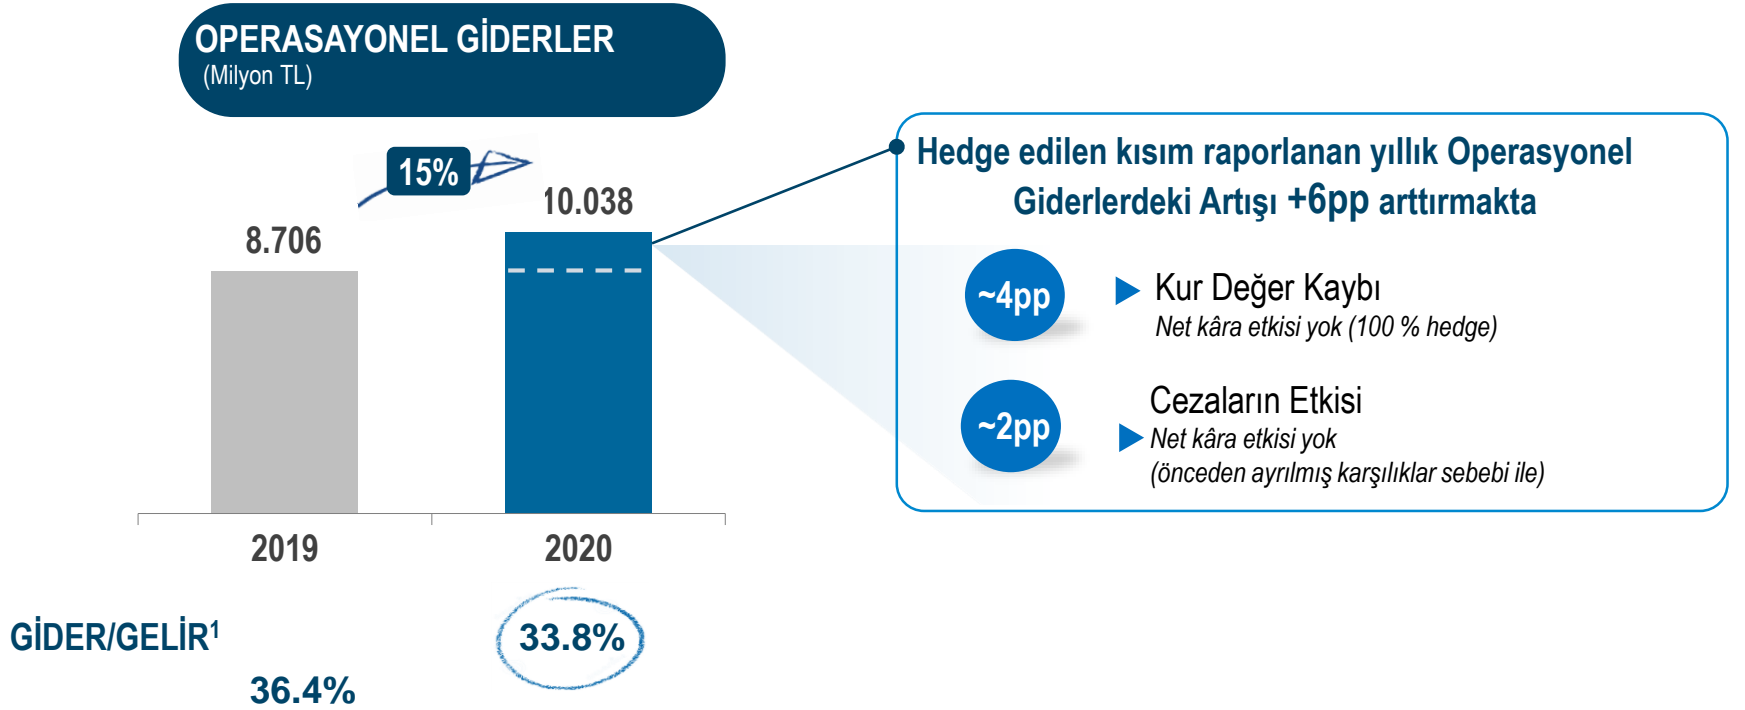 OPERASAYONEL GİDERLER
(Milyon TL)
15%
8.706
10.038
2019
2020
GİDER/GELİR¹
36.4%
33.8%
Hedge edilen kısım raporlanan yıllık Operasyonel
Giderlerdeki Artışı +6pp arttırmakta
~4pp
Kur Değer Kaybı
Net kâra etkisi yok (100 % hedge)
~2pp
Cezaların Etkisi
Net kâra etkisi yok
(önceden ayrılmış karşılıklar sebebi ile)